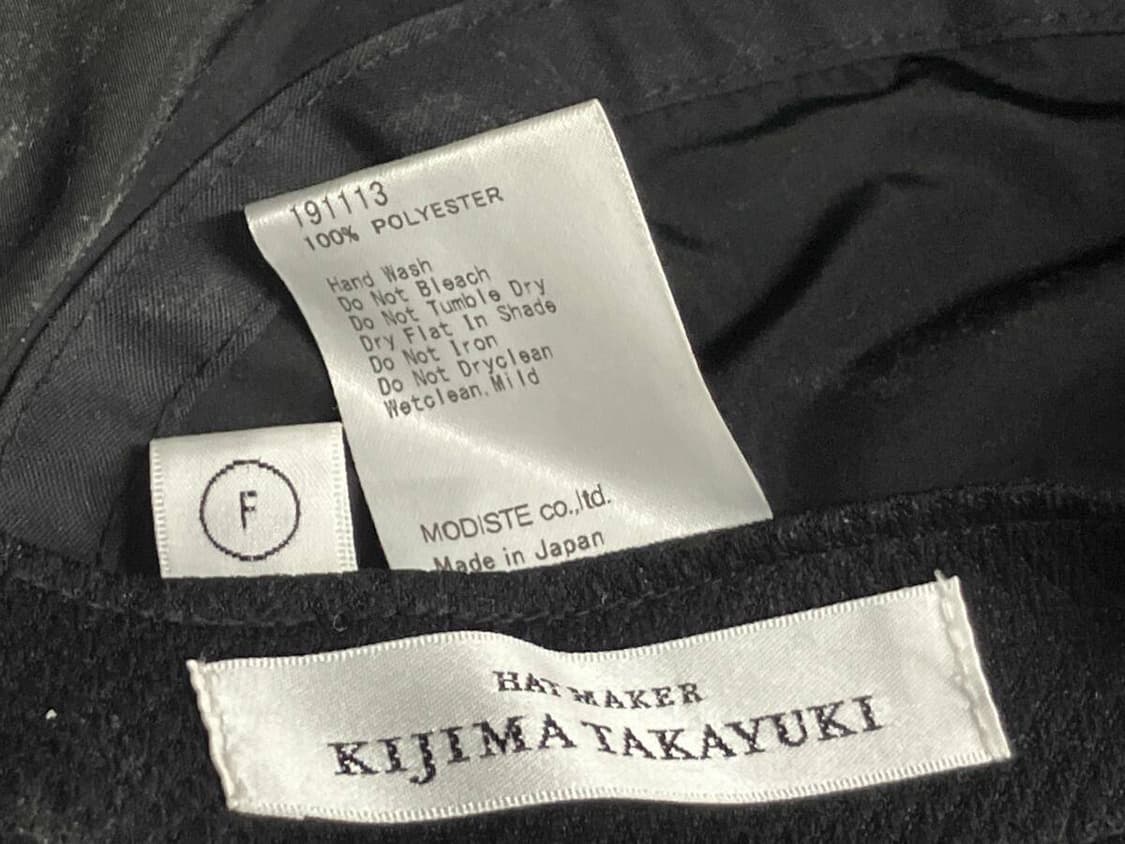 191113
100% POLYESTER
Hand Wash
Do Not Bleach
Do Not Tumble Dry
Dry Flat In Shade
Do Not Iron
Do Not Dryclean
Wetclean.Mild
MODISTE co.,ltd.
Made in Japan
F
HAT MAKER
KIJIMA TAKAYUKI